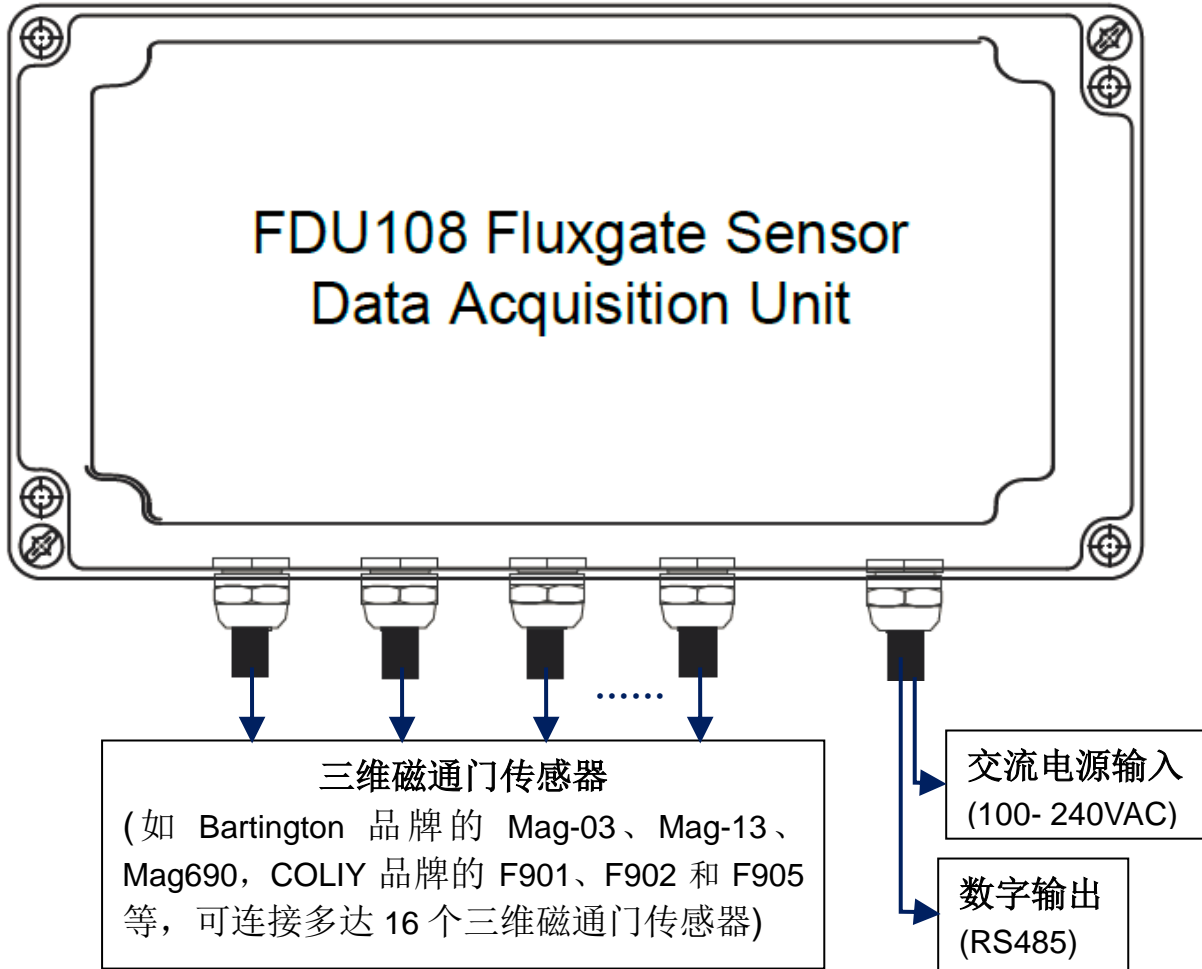 FDU108 Fluxgate Sensor
Data Acquisition Unit
......
三维磁通门传感器
(如 Bartington 品牌的 Mag-03、Mag-13、
Mag690，COLIY 品牌的 F901、F902 和 F905
等，可连接多达 16 个三维磁通门传感器)
交流电源输入
(100- 240VAC)
数字输出
(RS485)